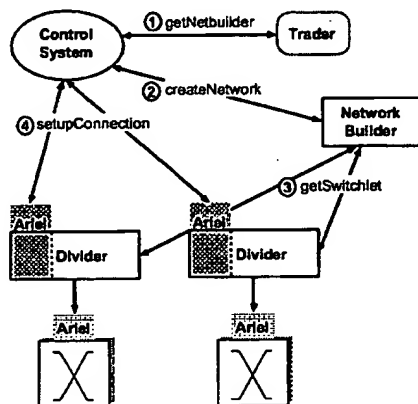 Control
System
① getNetbuilder
Trader
② createNetwork
Network
Builder
④ setupConnection
③ getSwitchlet
Ariel
Ariel
Divider
Divider
Ariel
Ariel